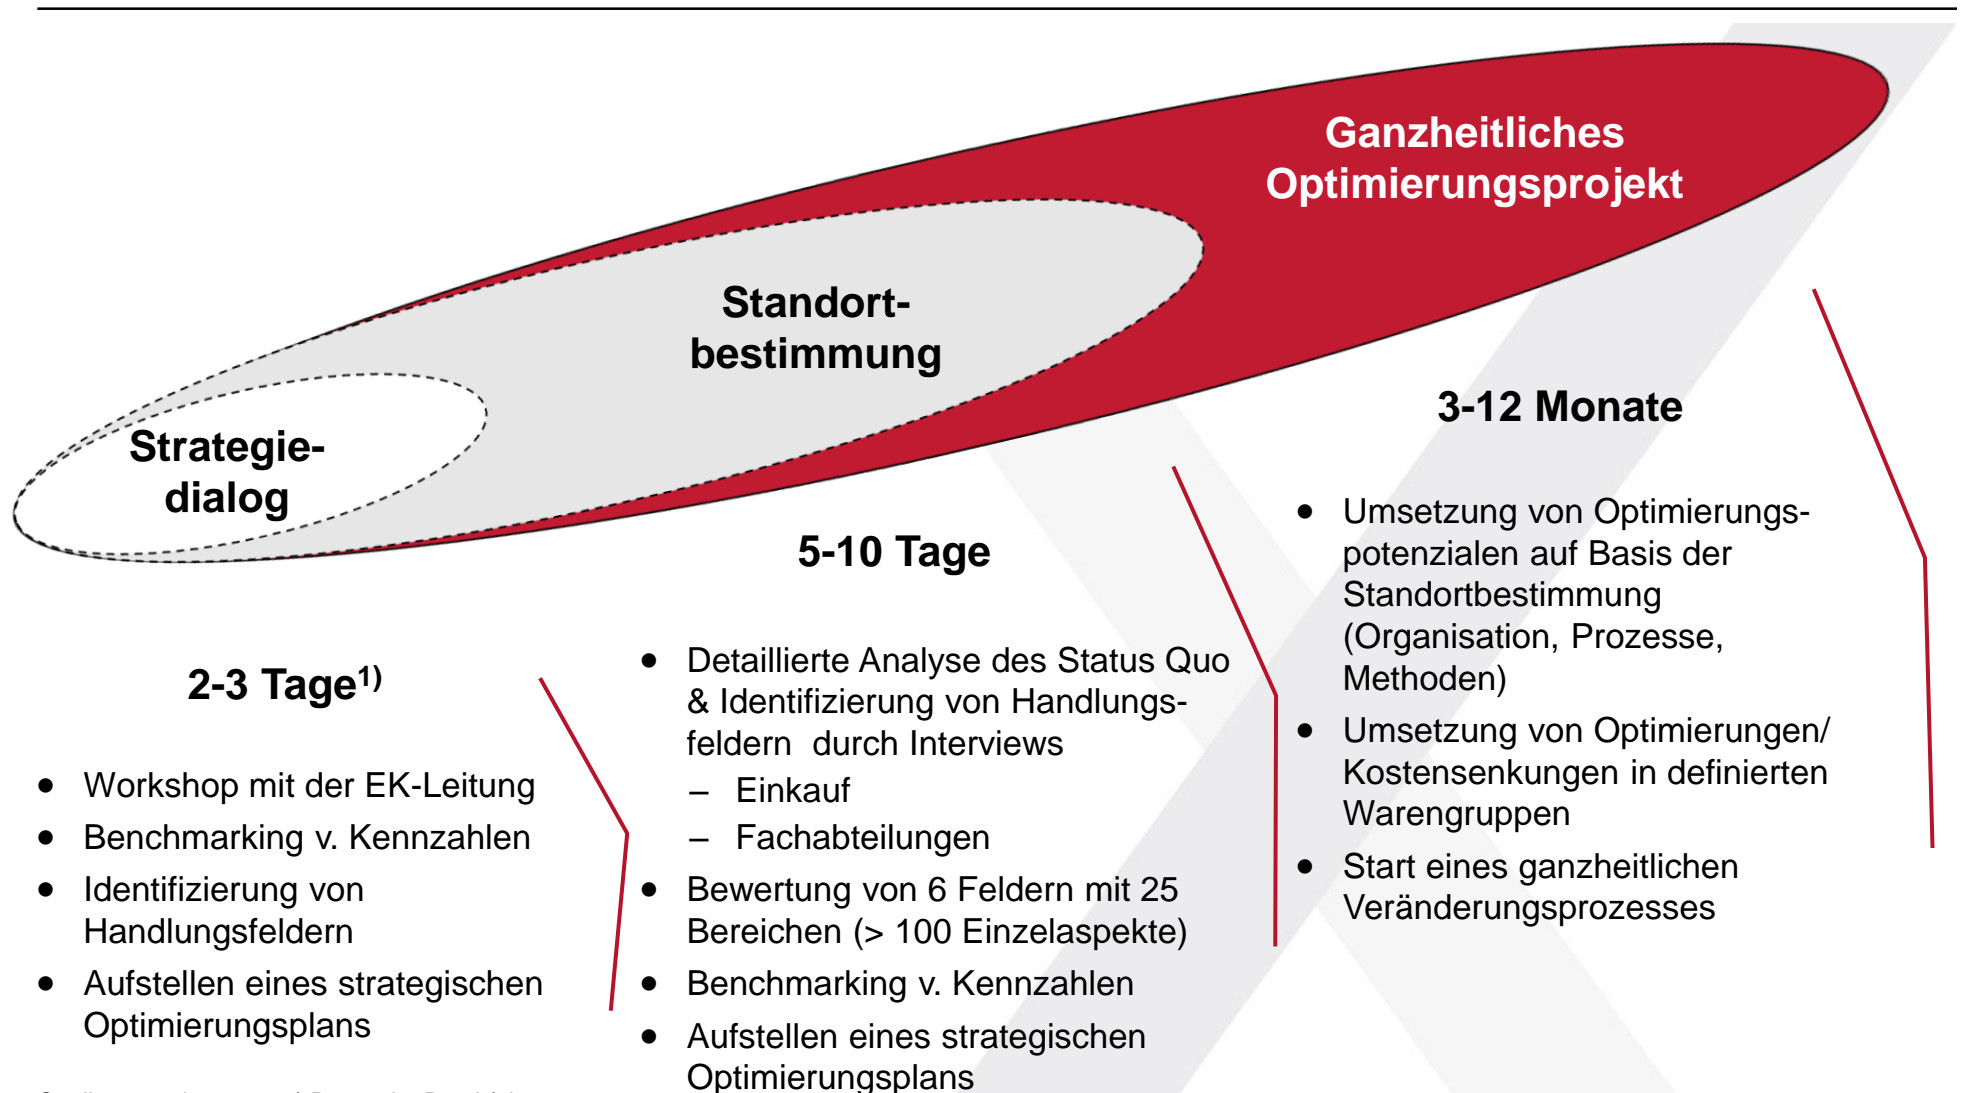 Ganzheitliches
Optimierungsprojekt
Standort-
bestimmung
Strategie-
dialog
2-3 Tage1)
● Workshop mit der EK-Leitung
● Benchmarking v. Kennzahlen
● Identifizierung von
Handlungsfeldern
● Aufstellen eines strategischen
Optimierungsplans
5-10 Tage
● Detaillierte Analyse des Status Quo
& Identifizierung von Handlungs-
feldern durch Interviews
– Einkauf
– Fachabteilungen
● Bewertung von 6 Feldern mit 25
Bereichen (> 100 Einzelaspekte)
● Benchmarking v. Kennzahlen
● Aufstellen eines strategischen
Optimierungsplans
3-12 Monate
● Umsetzung von Optimierungs-
potenzialen auf Basis der
Standortbestimmung
(Organisation, Prozesse,
Methoden)
● Umsetzung von Optimierungen/
Kostensenkungen in definierten
Warengruppen
● Start eines ganzheitlichen
Veränderungsprozesses